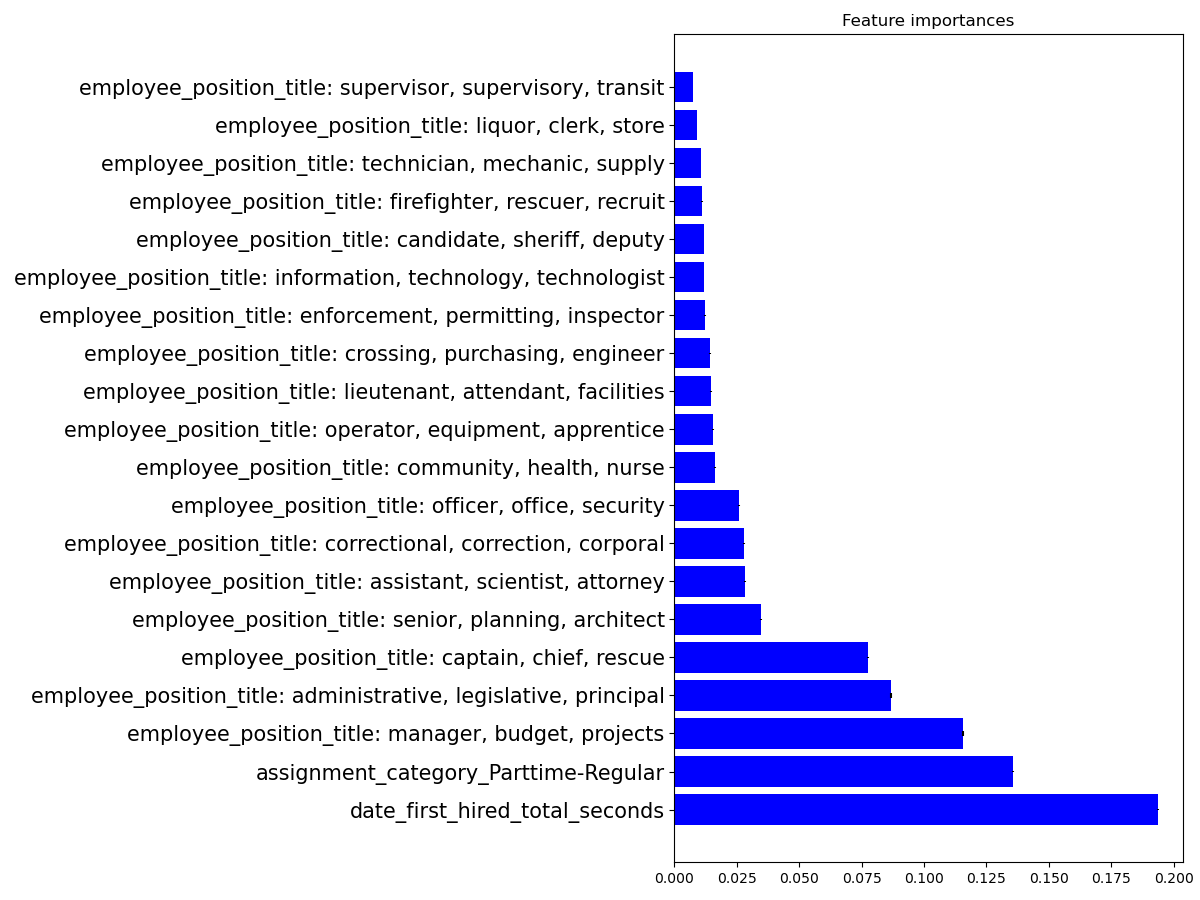 Feature importances
employee_position_title: supervisor, supervisory, transit
employee_position_title: liquor, clerk, store
employee_position_title: technician, mechanic, supply
employee_position_title: firefighter, rescuer, recruit
employee_position_title: candidate, sheriff, deputy
employee_position_title: information, technology, technologist
employee_position_title: enforcement, permitting, inspector
employee_position_title: crossing, purchasing, engineer
employee_position_title: lieutenant, attendant, facilities
employee_position_title: operator, equipment, apprentice
employee_position_title: community, health, nurse
employee_position_title: officer, office, security
employee_position_title: correctional, correction, corporal
employee_position_title: assistant, scientist, attorney
employee_position_title: senior, planning, architect
employee_position_title: captain, chief, rescue
employee_position_title: administrative, legislative, principal
employee_position_title: manager, budget, projects
assignment_category_Parttime-Regular
date_first_hired_total_seconds
0.000 0.025 0.050 0.075 0.100 0.125 0.150 0.175 0.200